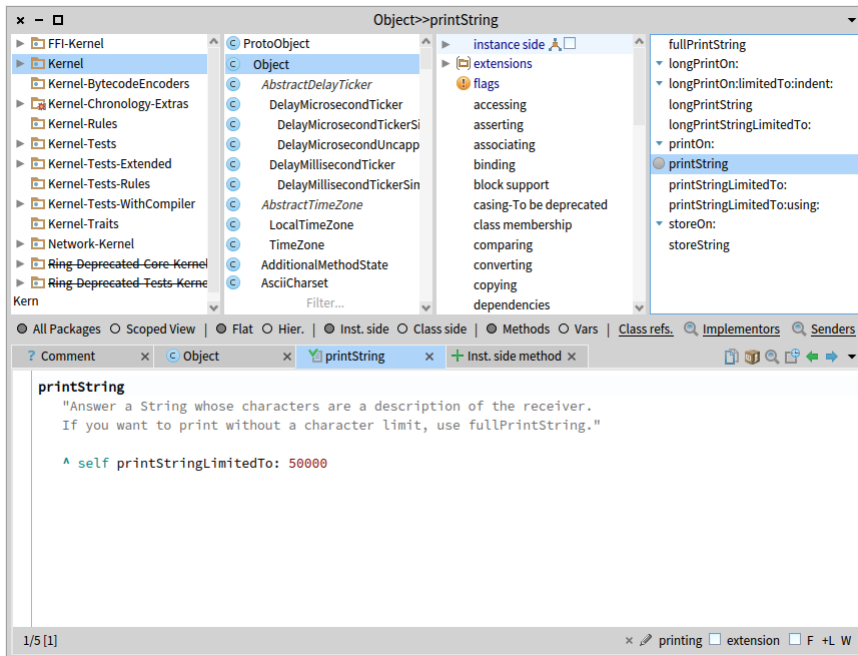 Object>>printString
FFI-Kernel
Kernel
Kernel-BytecodeEncoders
Kernel-Chronology-Extras
Kernel-Rules
Kernel-Tests
Kernel-Tests-Extended
Kernel-Tests-Rules
Kernel-Tests-WithCompiler
Kernel-Traits
Network-Kernel
Ring-Deprecated-Core-Kernel
Ring-Deprecated-Tests-Kerne
Kern
ProtoObject
Object
AbstractDelayTicker
DelayMicrosecondTicker
DelayMicrosecondTickerSi
DelayMicrosecondUncapp
DelayMillisecondTicker
DelayMillisecondTickerSim
AbstractTimeZone
LocalTimeZone
TimeZone
AdditionalMethodState
AsciiCharset
Filter...
instance side
extensions
flags
accessing
asserting
associating
binding
block support
casing-To be deprecated
class membership
comparing
converting
copying
dependencies
fullPrintString
longPrintOn:
longPrintOn:limitedTo:indent:
longPrintString
longPrintStringLimitedTo:
printOn:
printString
printStringLimitedTo:
printStringLimitedTo:using:
storeOn:
storeString
All Packages Scoped View | Flat Hier. | Inst. side Class side | Methods Vars | Class refs. Implementors Senders
? Comment x C Object x printString x + Inst. side method x
printString
"Answer a String whose characters are a description of the receiver.
If you want to print without a character limit, use fullPrintString."
^ self printStringLimitedTo: 50000
1/5 [1] x printing extension F +L W